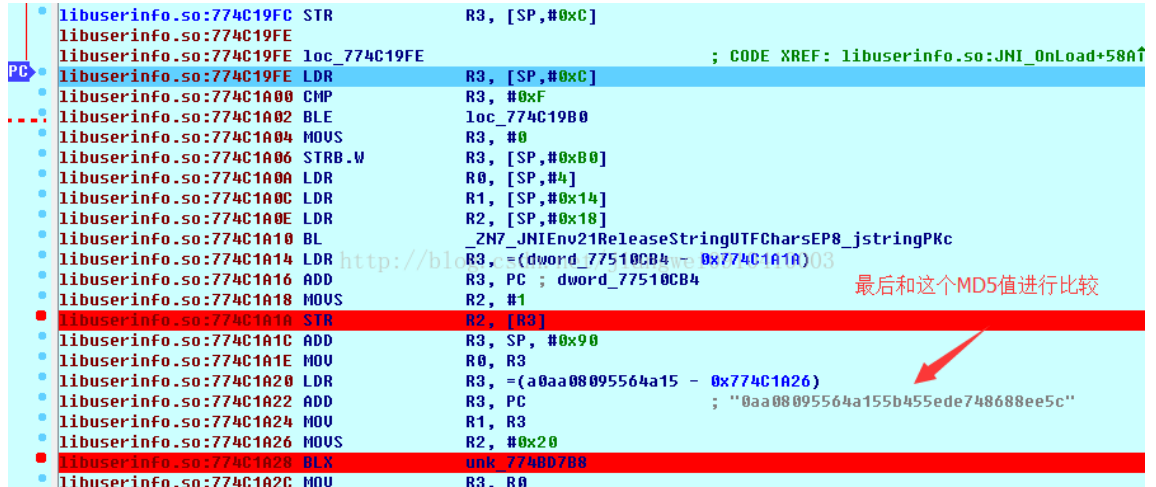 libuserinfo.so:774C19FC STR R3, [SP,#0xC]
libuserinfo.so:774C19FE
libuserinfo.so:774C19FE loc_774C19FE ; CODE XREF: libuserinfo.so:JNI_OnLoad+58A↑
PC libuserinfo.so:774C19FE LDR R3, [SP,#0xC]
libuserinfo.so:774C1A00 CMP R3, #0xF
libuserinfo.so:774C1A02 BLE loc_774C19B0
libuserinfo.so:774C1A04 MOVS R3, #0
libuserinfo.so:774C1A06 STRB.W R3, [SP,#0xB0]
libuserinfo.so:774C1A0A LDR R0, [SP,#4]
libuserinfo.so:774C1A0C LDR R1, [SP,#0x14]
libuserinfo.so:774C1A0E LDR R2, [SP,#0x18]
libuserinfo.so:774C1A10 BL _ZN7_JNIEnv21ReleaseStringUTFCharsEP8_jstringPKc
libuserinfo.so:774C1A14 LDR R3, =(dword_77510CB4 - 0x774C1A1A)
libuserinfo.so:774C1A16 ADD R3, PC ; dword_77510CB4
最后和这个MD5值进行比较
libuserinfo.so:774C1A18 MOVS R2, #1
libuserinfo.so:774C1A1A STR R2, [R3]
libuserinfo.so:774C1A1C ADD R3, SP, #0x90
libuserinfo.so:774C1A1E MOV R0, R3
libuserinfo.so:774C1A20 LDR R3, =(a0aa08095564a15 - 0x774C1A26)
libuserinfo.so:774C1A22 ADD R3, PC ; "0aa08095564a155b455ede748688ee5c"
libuserinfo.so:774C1A24 MOV R1, R3
libuserinfo.so:774C1A26 MOVS R2, #0x20
libuserinfo.so:774C1A28 BLX unk_774BD7B8
libuserinfo.so:774C1A2C MOV R3, R0